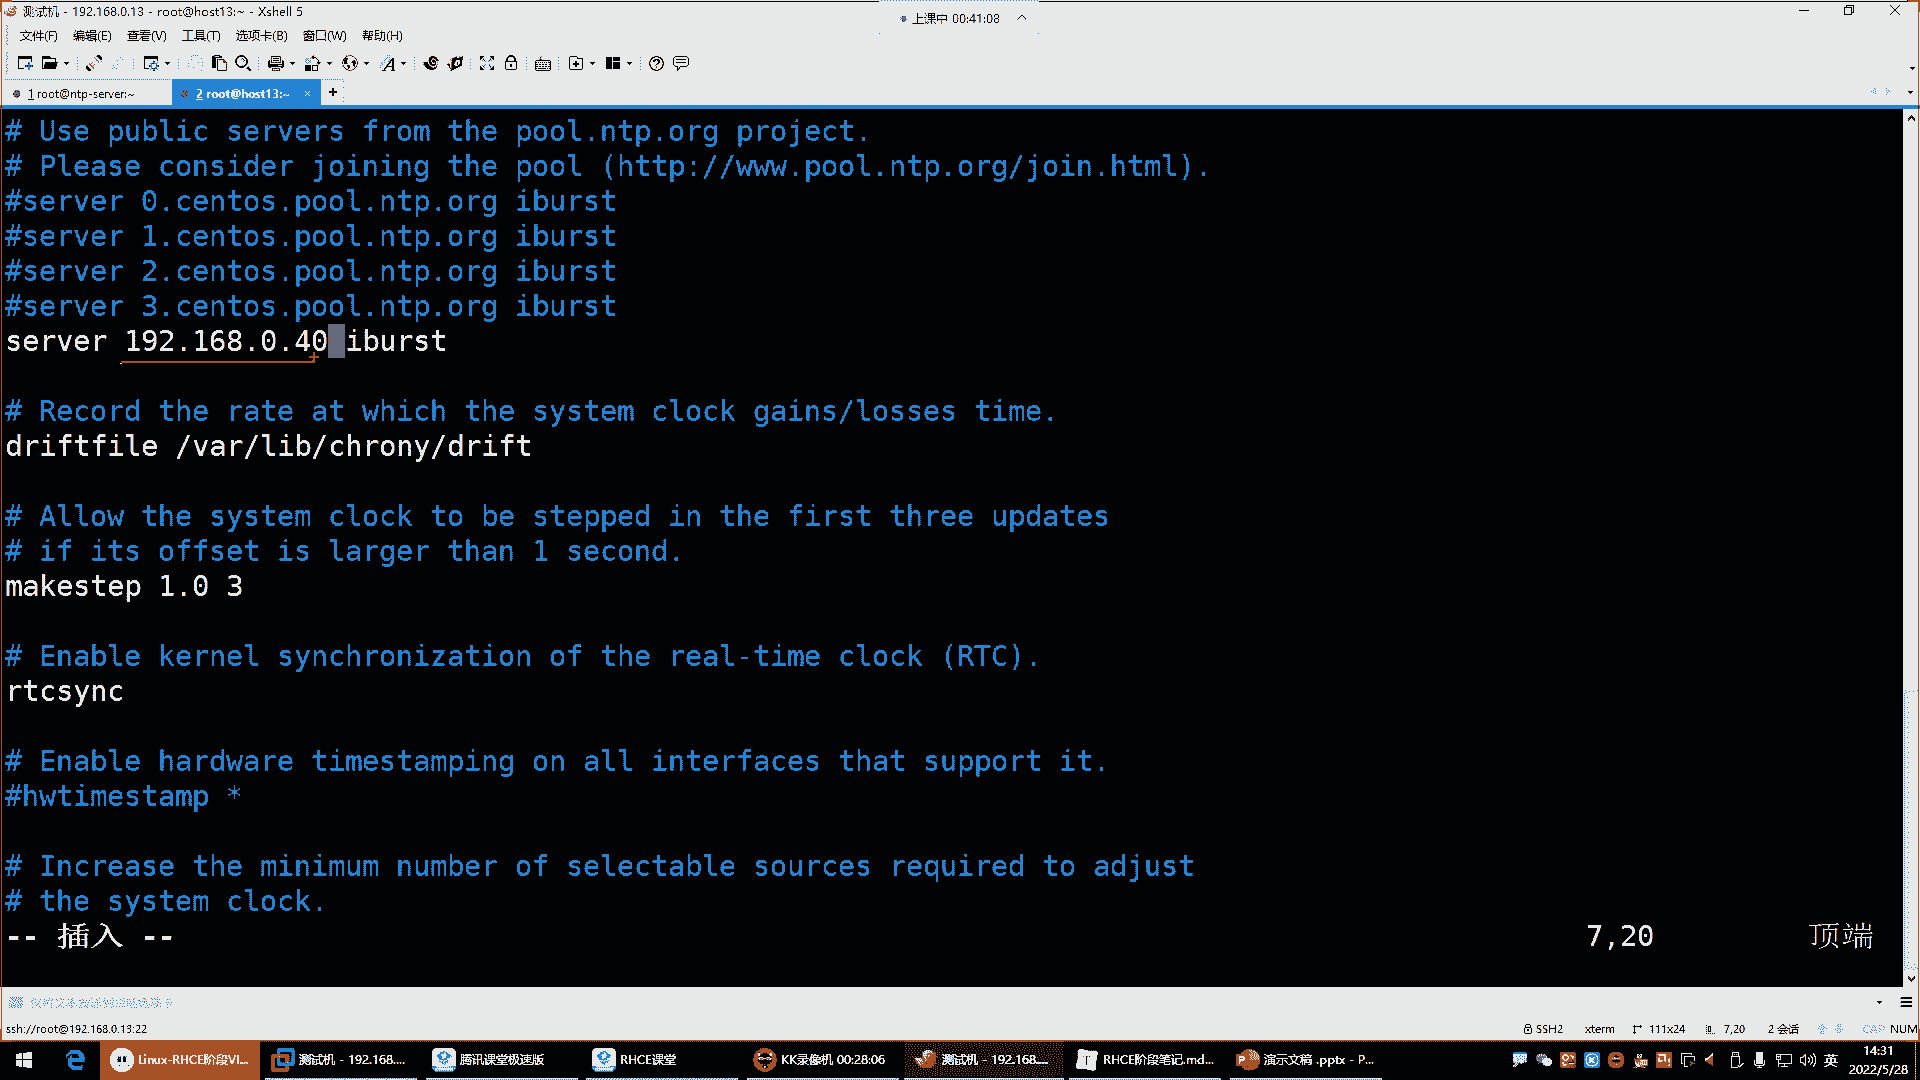 测试机 - 192.168.0.13 - root@host13:~ - Xshell 5
上课中 00:41:08
文件(F) 编辑(E) 查看(V) 工具(T) 选项卡(B) 窗口(W) 帮助(H)
1 root@ntp-server:~ 2 root@host13:~ × +
# Use public servers from the pool.ntp.org project.
# Please consider joining the pool (http://www.pool.ntp.org/join.html).
#server 0.centos.pool.ntp.org iburst
#server 1.centos.pool.ntp.org iburst
#server 2.centos.pool.ntp.org iburst
#server 3.centos.pool.ntp.org iburst
server 192.168.0.40 iburst
# Record the rate at which the system clock gains/losses time.
driftfile /var/lib/chrony/drift
# Allow the system clock to be stepped in the first three updates
# if its offset is larger than 1 second.
makestep 1.0 3
# Enable kernel synchronization of the real-time clock (RTC).
rtcsync
# Enable hardware timestamping on all interfaces that support it.
#hwtimestamp *
# Increase the minimum number of selectable sources required to adjust
# the system clock.
-- 插入 -- 7,20 顶端
ssh://root@192.168.0.13:22 SSH2 xterm 111x24 7,20 2 会话 CAP NUM
Linux-RHCE阶段VI... 测试机 - 192.168.... 腾讯课堂极速版 RHCE课堂 KK录像机 00:28:06 测试机 - 192.168.... RHCE阶段笔记.md... 演示文稿 .pptx - P... 英 14:31
2022/5/28